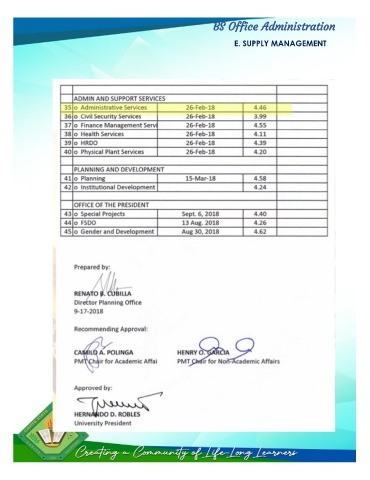 BS Office Administration
E. SUPPLY MANAGEMENT
ADMIN AND SUPPORT SERVICES
35 o Administrative Services 26-Feb-18 4.46
36 o Civil Security Services 26-Feb-18 3.99
37 o Finance Management Servi 26-Feb-18 4.55
38 o Health Services 26-Feb-18 4.11
39 o HRDO 26-Feb-18 4.39
40 o Physical Plant Services 26-Feb-18 4.20
PLANNING AND DEVELOPMENT
41 o Planning 15-Mar-18 4.58
42 o Institutional Development 4.24
OFFICE OF THE PRESIDENT
43 o Special Projects Sept. 6, 2018 4.40
44 o FSDO 13 Aug. 2018 4.26
45 o Gender and Development Aug 30, 2018 4.62
Prepared by:
RENATO B. CUBILLA
Director Planning Office
9-17-2018
Recommending Approval:
CAMILO A. POLINGA HENRY O. GARCIA
PMT Chair for Academic Affai PMT Chair for Non-Academic Affairs
Approved by:
HERNANDO D. ROBLES
University President
Creating a Community of Life-Long Learners